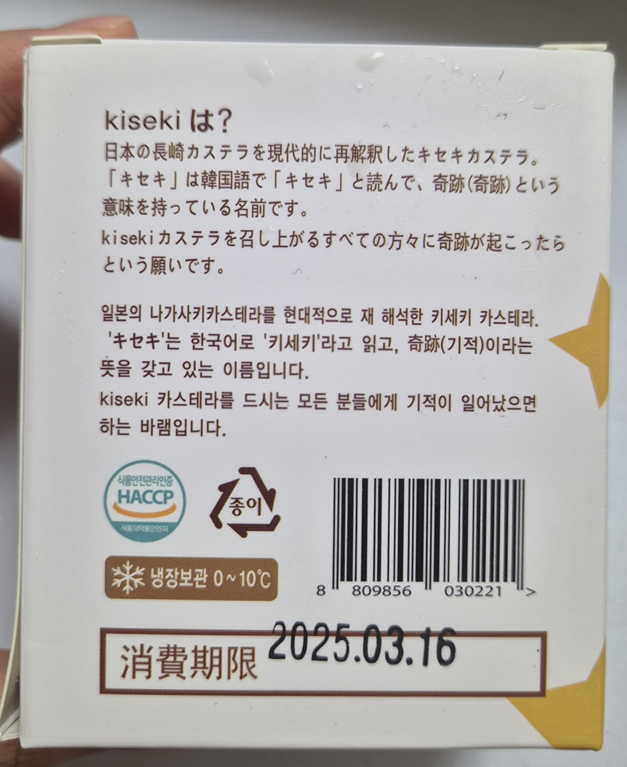 kiseki は?
日本の長崎カステラを現代的に再解釈したキセキカステラ。
「キセキ」は韓国語で「キセキ」と読んで、奇跡(奇跡)という
意味を持っている名前です。
kisekiカステラを召し上がるすべての方々に奇跡が起こったら
という願いです。
일본의 나가사키카스테라를 현대적으로 재 해석한 키세키 카스테라.
'キセキ'는 한국어로 '키세키'라고 읽고, 奇跡(기적)이라는
뜻을 갖고 있는 이름입니다.
kiseki 카스테라를 드시는 모든 분들에게 기적이 일어났으면
하는 바램입니다.
식품안전관리인증
HACCP
식품의약품안전처
종이
냉장보관 0~10℃
8 809856 030221 >
消費期限 2025.03.16